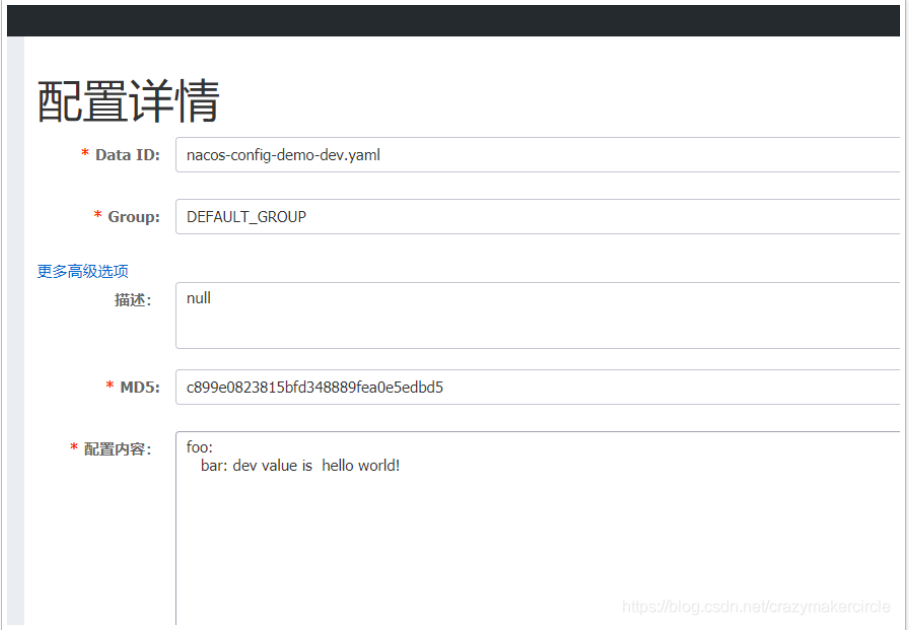 配置详情
* Data ID: nacos-config-demo-dev.yaml
* Group: DEFAULT_GROUP
更多高级选项
描述: null
* MD5: c899e0823815bfd348889fea0e5edbd5
* 配置内容: foo:
bar: dev value is  hello world!
https://blog.csdn.net/crazymakercircle